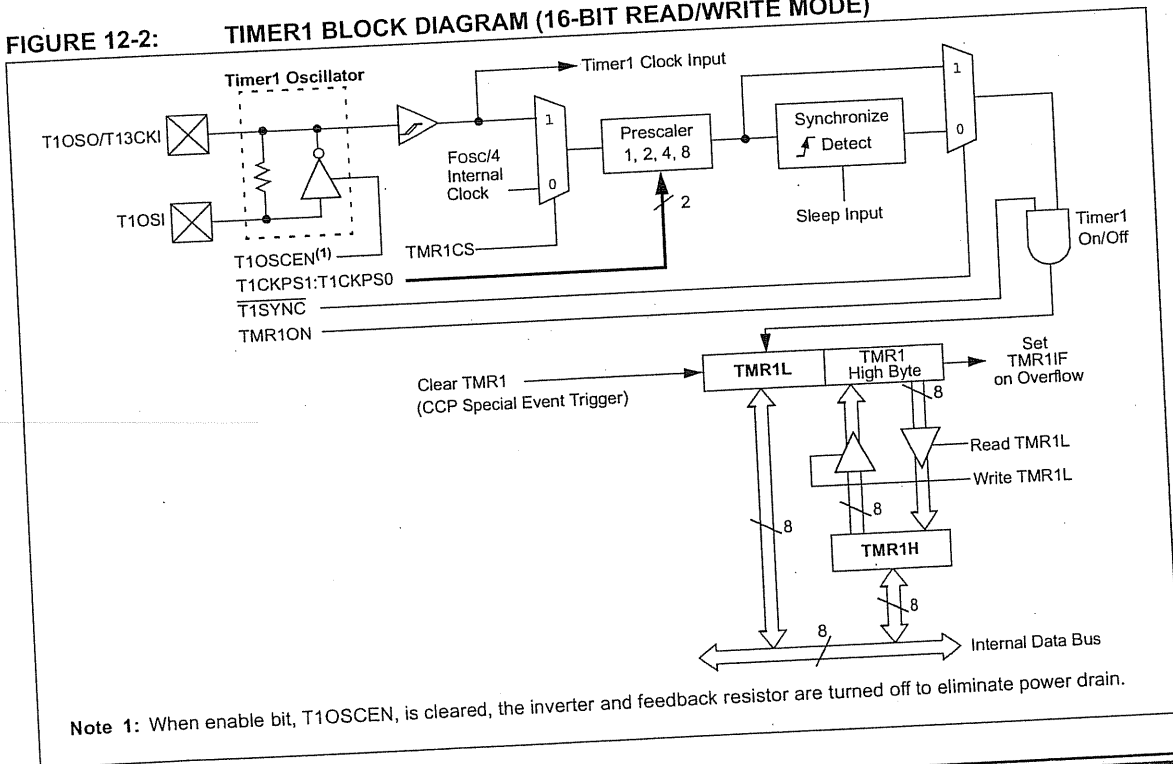 FIGURE 12-2: TIMER1 BLOCK DIAGRAM (16-BIT READ/WRITE MODE)
Timer1 Oscillator
Timer1 Clock Input
T1OSO/T13CKI
1
Prescaler
1, 2, 4, 8
Synchronize
Detect
1
0
FOSC/4
Internal
Clock
0
2
T1OSI
Sleep Input
Timer1
On/Off
T1OSCEN(1)
TMR1CS
T1CKPS1:T1CKPS0
T1SYNC
TMR1ON
TMR1L
TMR1
High Byte
Set
TMR1IF
on Overflow
Clear TMR1
(CCP Special Event Trigger)
8
Read TMR1L
Write TMR1L
8
8
TMR1H
8
8
Internal Data Bus
Note 1: When enable bit, T1OSCEN, is cleared, the inverter and feedback resistor are turned off to eliminate power drain.